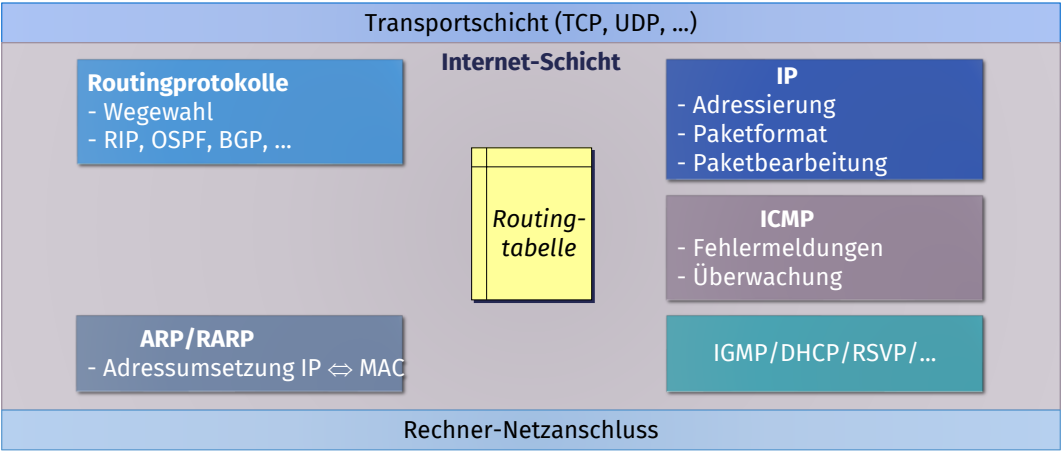 Transportschicht (TCP, UDP, ...)
Internet-Schicht
Routingprotokolle
- Wegewahl
- RIP, OSPF, BGP, ...
IP
- Adressierung
- Paketformat
- Paketbearbeitung
Routing-
tabelle
ICMP
- Fehlermeldungen
- Überwachung
ARP/RARP
- Adressumsetzung IP ⇔ MAC
IGMP/DHCP/RSVP/...
Rechner-Netzanschluss